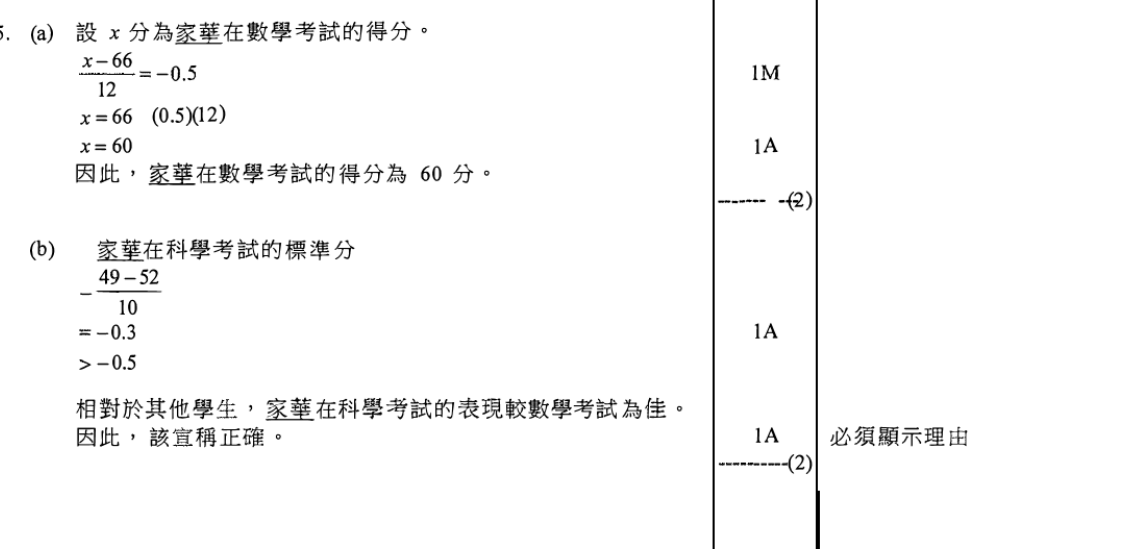 5. (a) 設 x 分為家華在數學考試的得分。
x – 66 / 12 = –0.5 1M
x = 66 (0.5)(12)
x = 60 1A
因此，家華在數學考試的得分為 60 分。
------- --(2)
(b) 家華在科學考試的標準分
– 49 – 52 / 10
= –0.3 1A
> –0.5
相對於其他學生，家華在科學考試的表現較數學考試為佳。
因此，該宣稱正確。 1A 必須顯示理由
-----------(2)